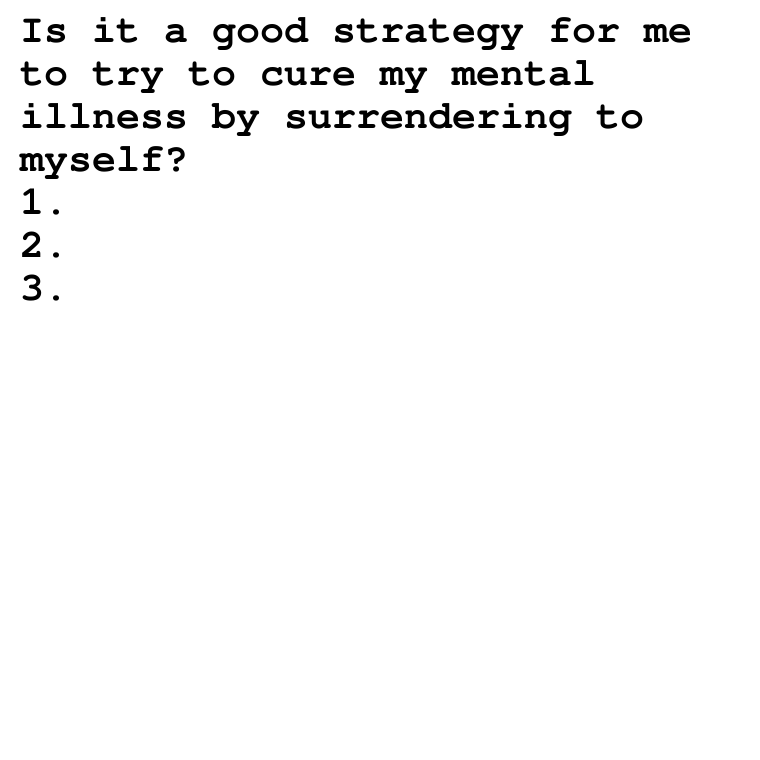 Is it a good strategy for me
to try to cure my mental
illness by surrendering to
myself?
1.
2.
3.